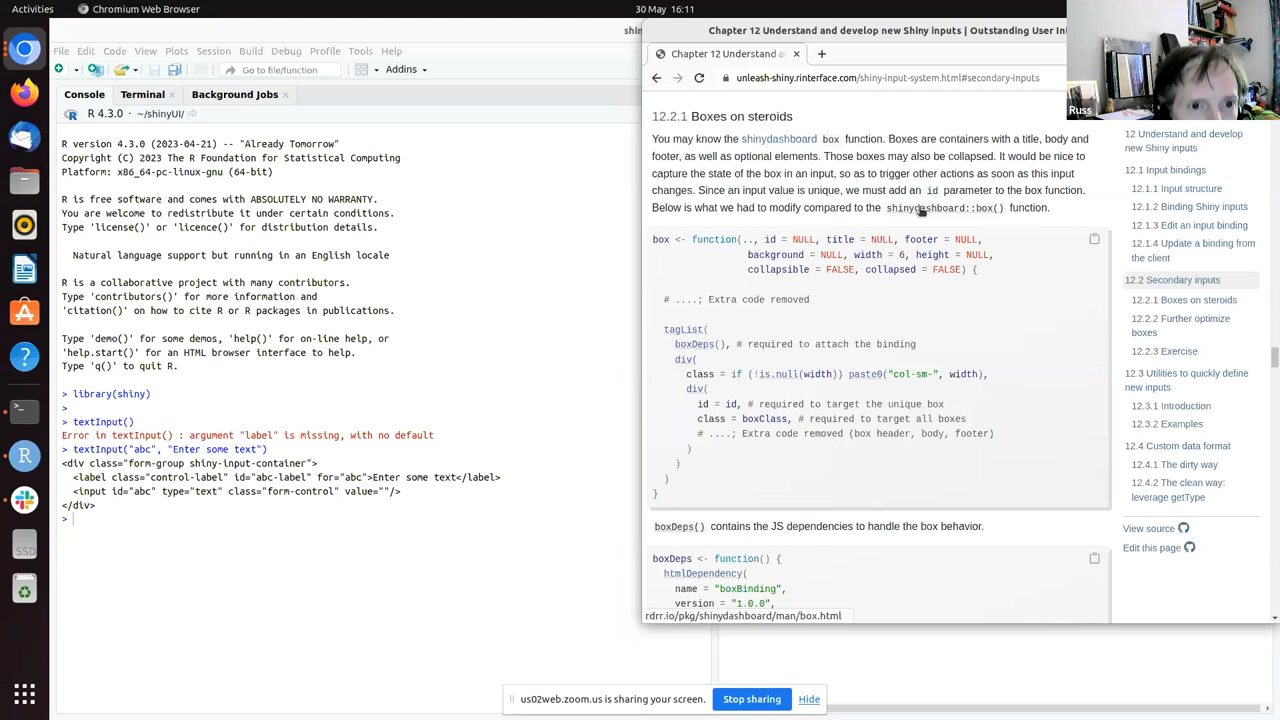 Activities
Chromium Web Browser
30 May 16:11
File Edit Code View Plots Session Build Debug Profile Tools Help
Go to file/function
Addins
Console
Terminal
Background Jobs
R 4.3.0 · ~/shinyUI/
R version 4.3.0 (2023-04-21) -- "Already Tomorrow"
Copyright (C) 2023 The R Foundation for Statistical Computing
Platform: x86_64-pc-linux-gnu (64-bit)
R is free software and comes with ABSOLUTELY NO WARRANTY.
You are welcome to redistribute it under certain conditions.
Type 'license()' or 'licence()' for distribution details.
Natural language support but running in an English locale
R is a collaborative project with many contributors.
Type 'contributors()' for more information and
'citation()' on how to cite R or R packages in publications.
Type 'demo()' for some demos, 'help()' for on-line help, or
'help.start()' for an HTML browser interface to help.
Type 'q()' to quit R.
> library(shiny)
>
> textInput()
Error in textInput() : argument "label" is missing, with no default
> textInput("abc", "Enter some text")
<div class="form-group shiny-input-container">
<label class="control-label" id="abc-label" for="abc">Enter some text</label>
<input id="abc" type="text" class="form-control" value=""/>
</div>
>
SSD
shin
Chapter 12 Understand and develop new Shiny inputs | Outstanding User Int
Chapter 12 Understand a
unleash-shiny.rinterface.com/shiny-input-system.html#secondary-inputs
Russ
12.2.1 Boxes on steroids
You may know the shinydashboard box function. Boxes are containers with a title, body and
footer, as well as optional elements. Those boxes may also be collapsed. It would be nice to
capture the state of the box in an input, so as to trigger other actions as soon as this input
changes. Since an input value is unique, we must add an id parameter to the box function.
Below is what we had to modify compared to the shinydashboard::box() function.
box <- function(.., id = NULL, title = NULL, footer = NULL,
background = NULL, width = 6, height = NULL,
collapsible = FALSE, collapsed = FALSE) {
# ....; Extra code removed
tagList(
boxDeps(), # required to attach the binding
div(
class = if (!is.null(width)) paste0("col-sm-", width),
div(
id = id, # required to target the unique box
class = boxClass, # required to target all boxes
# ....; Extra code removed (box header, body, footer)
)
)
)
}
boxDeps() contains the JS dependencies to handle the box behavior.
boxDeps <- function() {
htmlDependency(
name = "boxBinding",
version = "1.0.0",
rdrr.io/pkg/shinydashboard/man/box.html
12 Understand and develop
new Shiny inputs
12.1 Input bindings
12.1.1 Input structure
12.1.2 Binding Shiny inputs
12.1.3 Edit an input binding
12.1.4 Update a binding from
the client
12.2 Secondary inputs
12.2.1 Boxes on steroids
12.2.2 Further optimize
boxes
12.2.3 Exercise
12.3 Utilities to quickly define
new inputs
12.3.1 Introduction
12.3.2 Examples
12.4 Custom data format
12.4.1 The dirty way
12.4.2 The clean way:
leverage getType
View source
Edit this page
us02web.zoom.us is sharing your screen.
Stop sharing
Hide